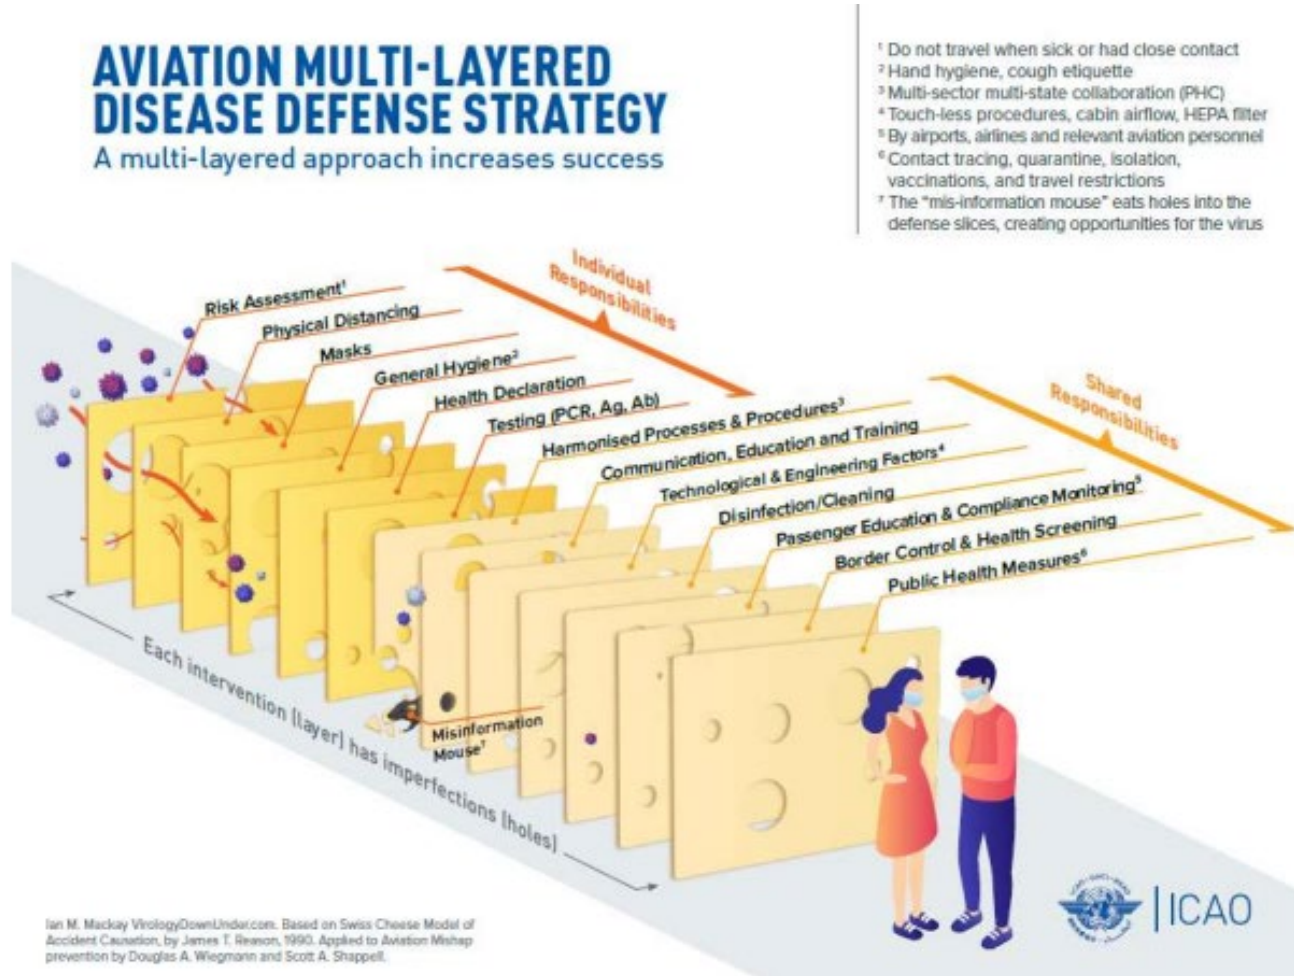 AVIATION MULTI-LAYERED
DISEASE DEFENSE STRATEGY
A multi-layered approach increases success
¹ Do not travel when sick or had close contact
² Hand hygiene, cough etiquette
³ Multi-sector multi-state collaboration (PHC)
⁴ Touch-less procedures, cabin airflow, HEPA filter
⁵ By airports, airlines and relevant aviation personnel
⁶ Contact tracing, quarantine, isolation,
vaccinations, and travel restrictions
⁷ The "mis-information mouse" eats holes into the
defense slices, creating opportunities for the virus
Individual
Responsibilities
Risk Assessment¹
Physical Distancing
Masks
General Hygiene²
Health Declaration
Testing (PCR, Ag, Ab)
Shared
Responsibilities
Harmonised Processes & Procedures³
Communication, Education and Training
Technological & Engineering Factors⁴
Disinfection/Cleaning
Passenger Education & Compliance Monitoring⁵
Border Control & Health Screening
Public Health Measures⁶
Misinformation
Mouse⁷
Each intervention (layer) has imperfections (holes)
Ian M. Mackay VirologyDownUnder.com. Based on Swiss Cheese Model of
Accident Causation, by James T. Reason, 1990. Applied to Aviation Mishap
prevention by Douglas A. Wiegmann and Scott A. Shappell.
ICAO